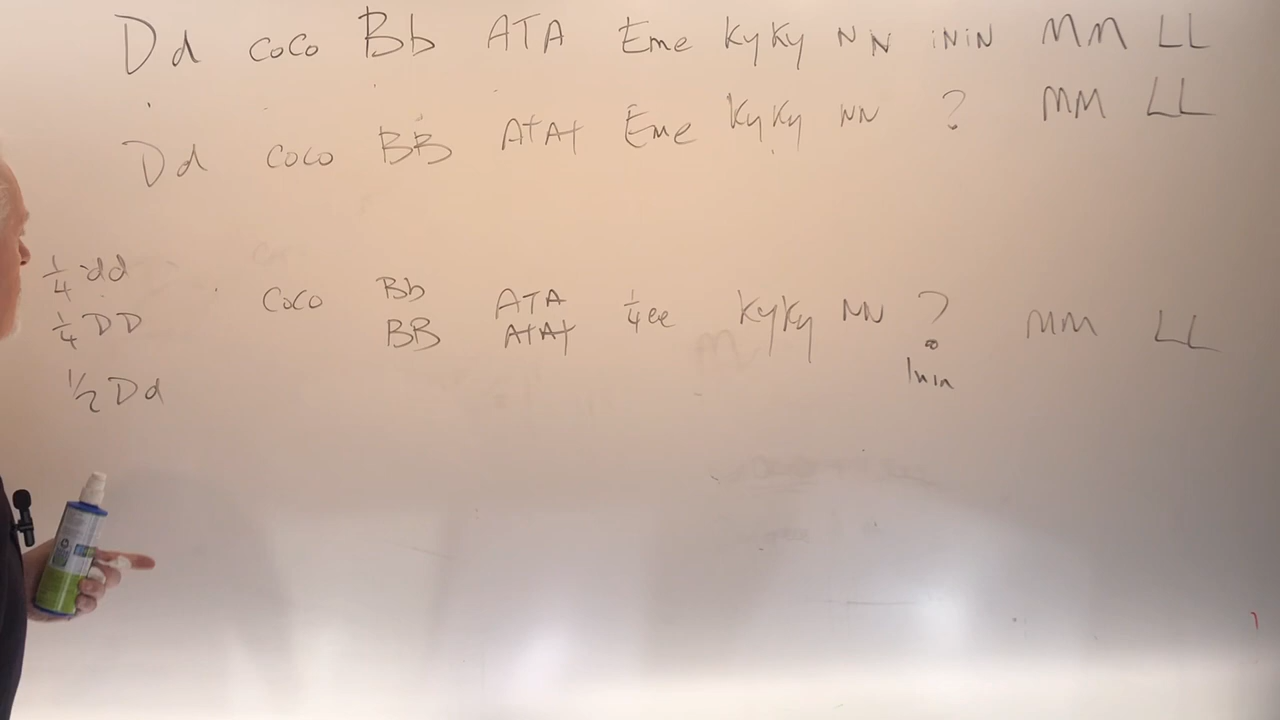 Dd CoCo Bb ATA Eme KyKy NN iNiN MM LL
Dd CoCo BB AtAt Eme KyKy NN ? MM LL
1/4 dd
CoCo Bb ATA 1/4 ee KyKy NN ? MM LL
1/4 DD BB AtAt
1/2 Dd